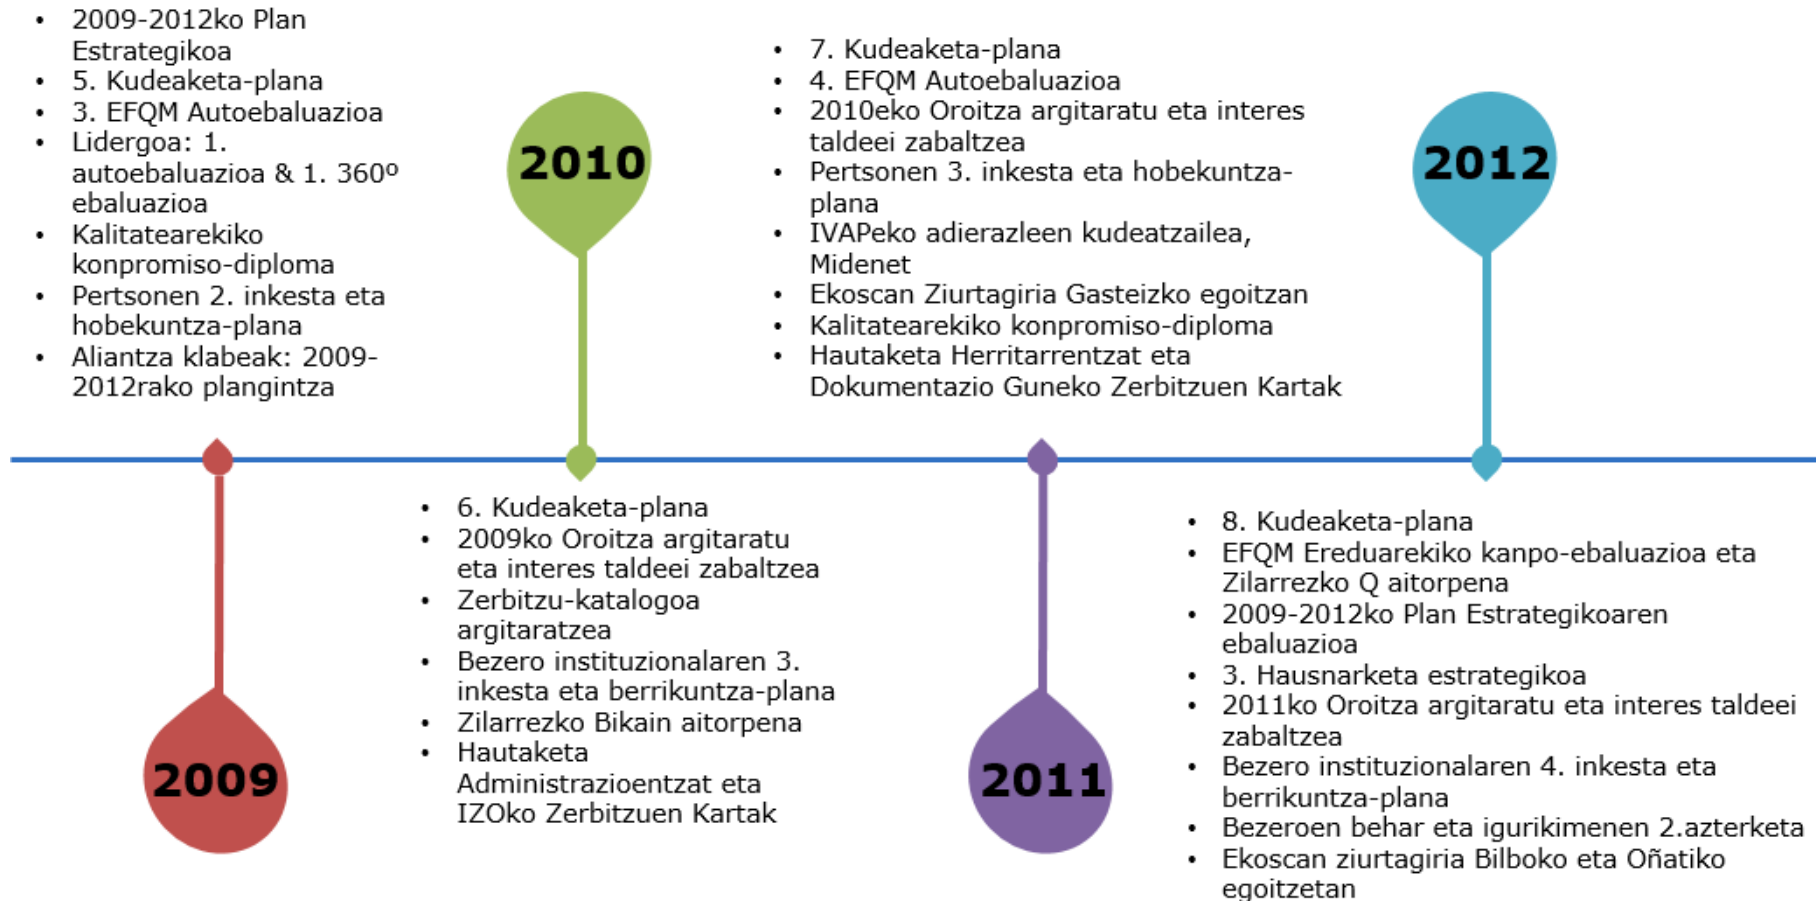 • 2009-2012ko Plan
Estrategikoa
• 5. Kudeaketa-plana
• 3. EFQM Autoebaluazioa
• Lidergoa: 1.
autoebaluazioa & 1. 360º
ebaluazioa
• Kalitatearekiko
konpromiso-diploma
• Pertsonen 2. inkesta eta
hobekuntza-plana
• Aliantza klabeak: 2009-
2012rako plangintza
2009
2010
• 6. Kudeaketa-plana
• 2009ko Oroitza argitaratu
eta interes taldeei zabaltzea
• Zerbitzu-katalogoa
argitaratzea
• Bezero instituzionalaren 3.
inkesta eta berrikuntza-plana
• Zilarrezko Bikain aitorpena
• Hautaketa
Administrazioentzat eta
IZOko Zerbitzuen Kartak
• 7. Kudeaketa-plana
• 4. EFQM Autoebaluazioa
• 2010eko Oroitza argitaratu eta interes
taldeei zabaltzea
• Pertsonen 3. inkesta eta hobekuntza-
plana
• IVAPeko adierazleen kudeatzailea,
Midenet
• Ekoscan Ziurtagiria Gasteizko egoitzan
• Kalitatearekiko konpromiso-diploma
• Hautaketa Herritarrentzat eta
Dokumentazio Guneko Zerbitzuen Kartak
2011
2012
• 8. Kudeaketa-plana
• EFQM Ereduarekiko kanpo-ebaluazioa eta
Zilarrezko Q aitorpena
• 2009-2012ko Plan Estrategikoaren
ebaluazioa
• 3. Hausnarketa estrategikoa
• 2011ko Oroitza argitaratu eta interes taldeei
zabaltzea
• Bezero instituzionalaren 4. inkesta eta
berrikuntza-plana
• Bezeroen behar eta igurikimenen 2.azterketa
• Ekoscan ziurtagiria Bilboko eta Oñatiko
egoitzetan